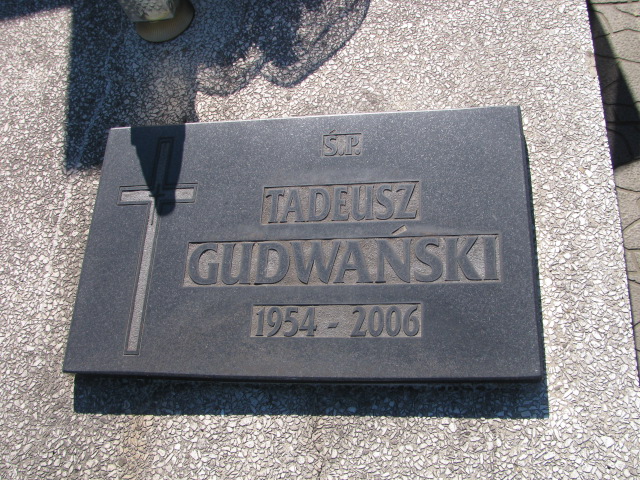 Ś.P.
TADEUSZ
GUDWAŃSKI
1954 - 2006